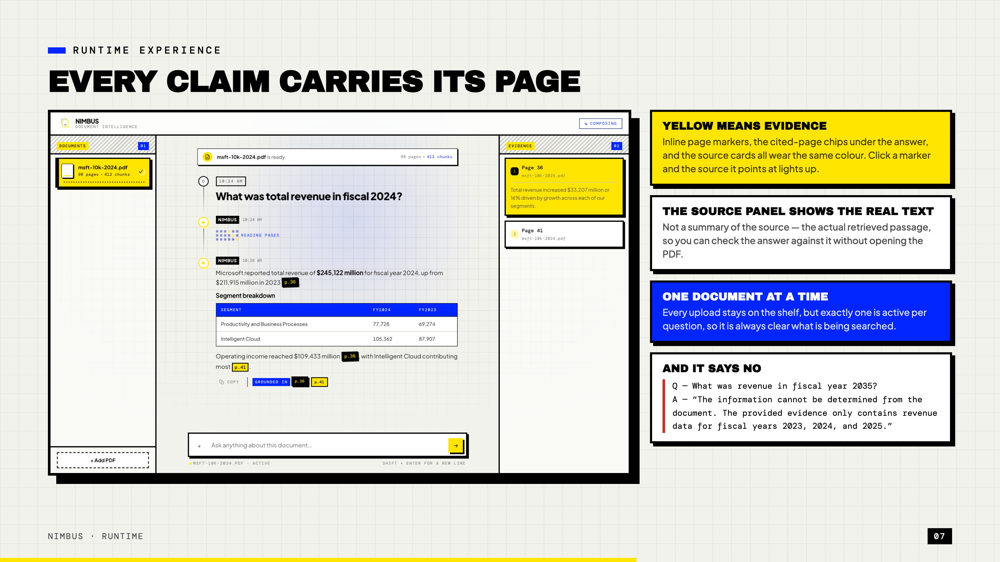 RUNTIME EXPERIENCE
EVERY CLAIM CARRIES ITS PAGE
NIMBUS
DOCUMENT INTELLIGENCE
COMPOSING
DOCUMENTS
01
msft-10k-2024.pdf
98 pages • 412 chunks
+ Add PDF
msft-10k-2024.pdf is ready
98 pages • 412 chunks
Q
10:24 AM
What was total revenue in fiscal 2024?
NIMBUS 10:24 AM
READING PAGES
NIMBUS 10:26 AM
Microsoft reported total revenue of $245,122 million for fiscal year 2024, up from
$211,915 million in 2023 p.36.
Segment breakdown
SEGMENT FY2024 FY2023
Productivity and Business Processes 77,728 69,274
Intelligent Cloud 105,362 87,907
Operating income reached $109,433 million p.36, with Intelligent Cloud contributing
most p.41.
COPY GROUNDED IN p.36 p.41
+ Ask anything about this document… →
MSFT-10K-2024.PDF · ACTIVE
SHIFT + ENTER FOR A NEW LINE
EVIDENCE
02
1
Page 36
msft-10k-2024.pdf
Total revenue increased $33,207 million or
16% driven by growth across each of our
segments.
2
Page 41
msft-10k-2024.pdf
YELLOW MEANS EVIDENCE
Inline page markers, the cited-page chips under the answer,
and the source cards all wear the same colour. Click a marker
and the source it points at lights up.
THE SOURCE PANEL SHOWS THE REAL TEXT
Not a summary of the source — the actual retrieved passage,
so you can check the answer against it without opening the
PDF.
ONE DOCUMENT AT A TIME
Every upload stays on the shelf, but exactly one is active per
question, so it is always clear what is being searched.
AND IT SAYS NO
Q — What was revenue in fiscal year 2035?
A — “The information cannot be determined from the
document. The provided evidence only contains revenue
data for fiscal years 2023, 2024, and 2025.”
NIMBUS · RUNTIME
07